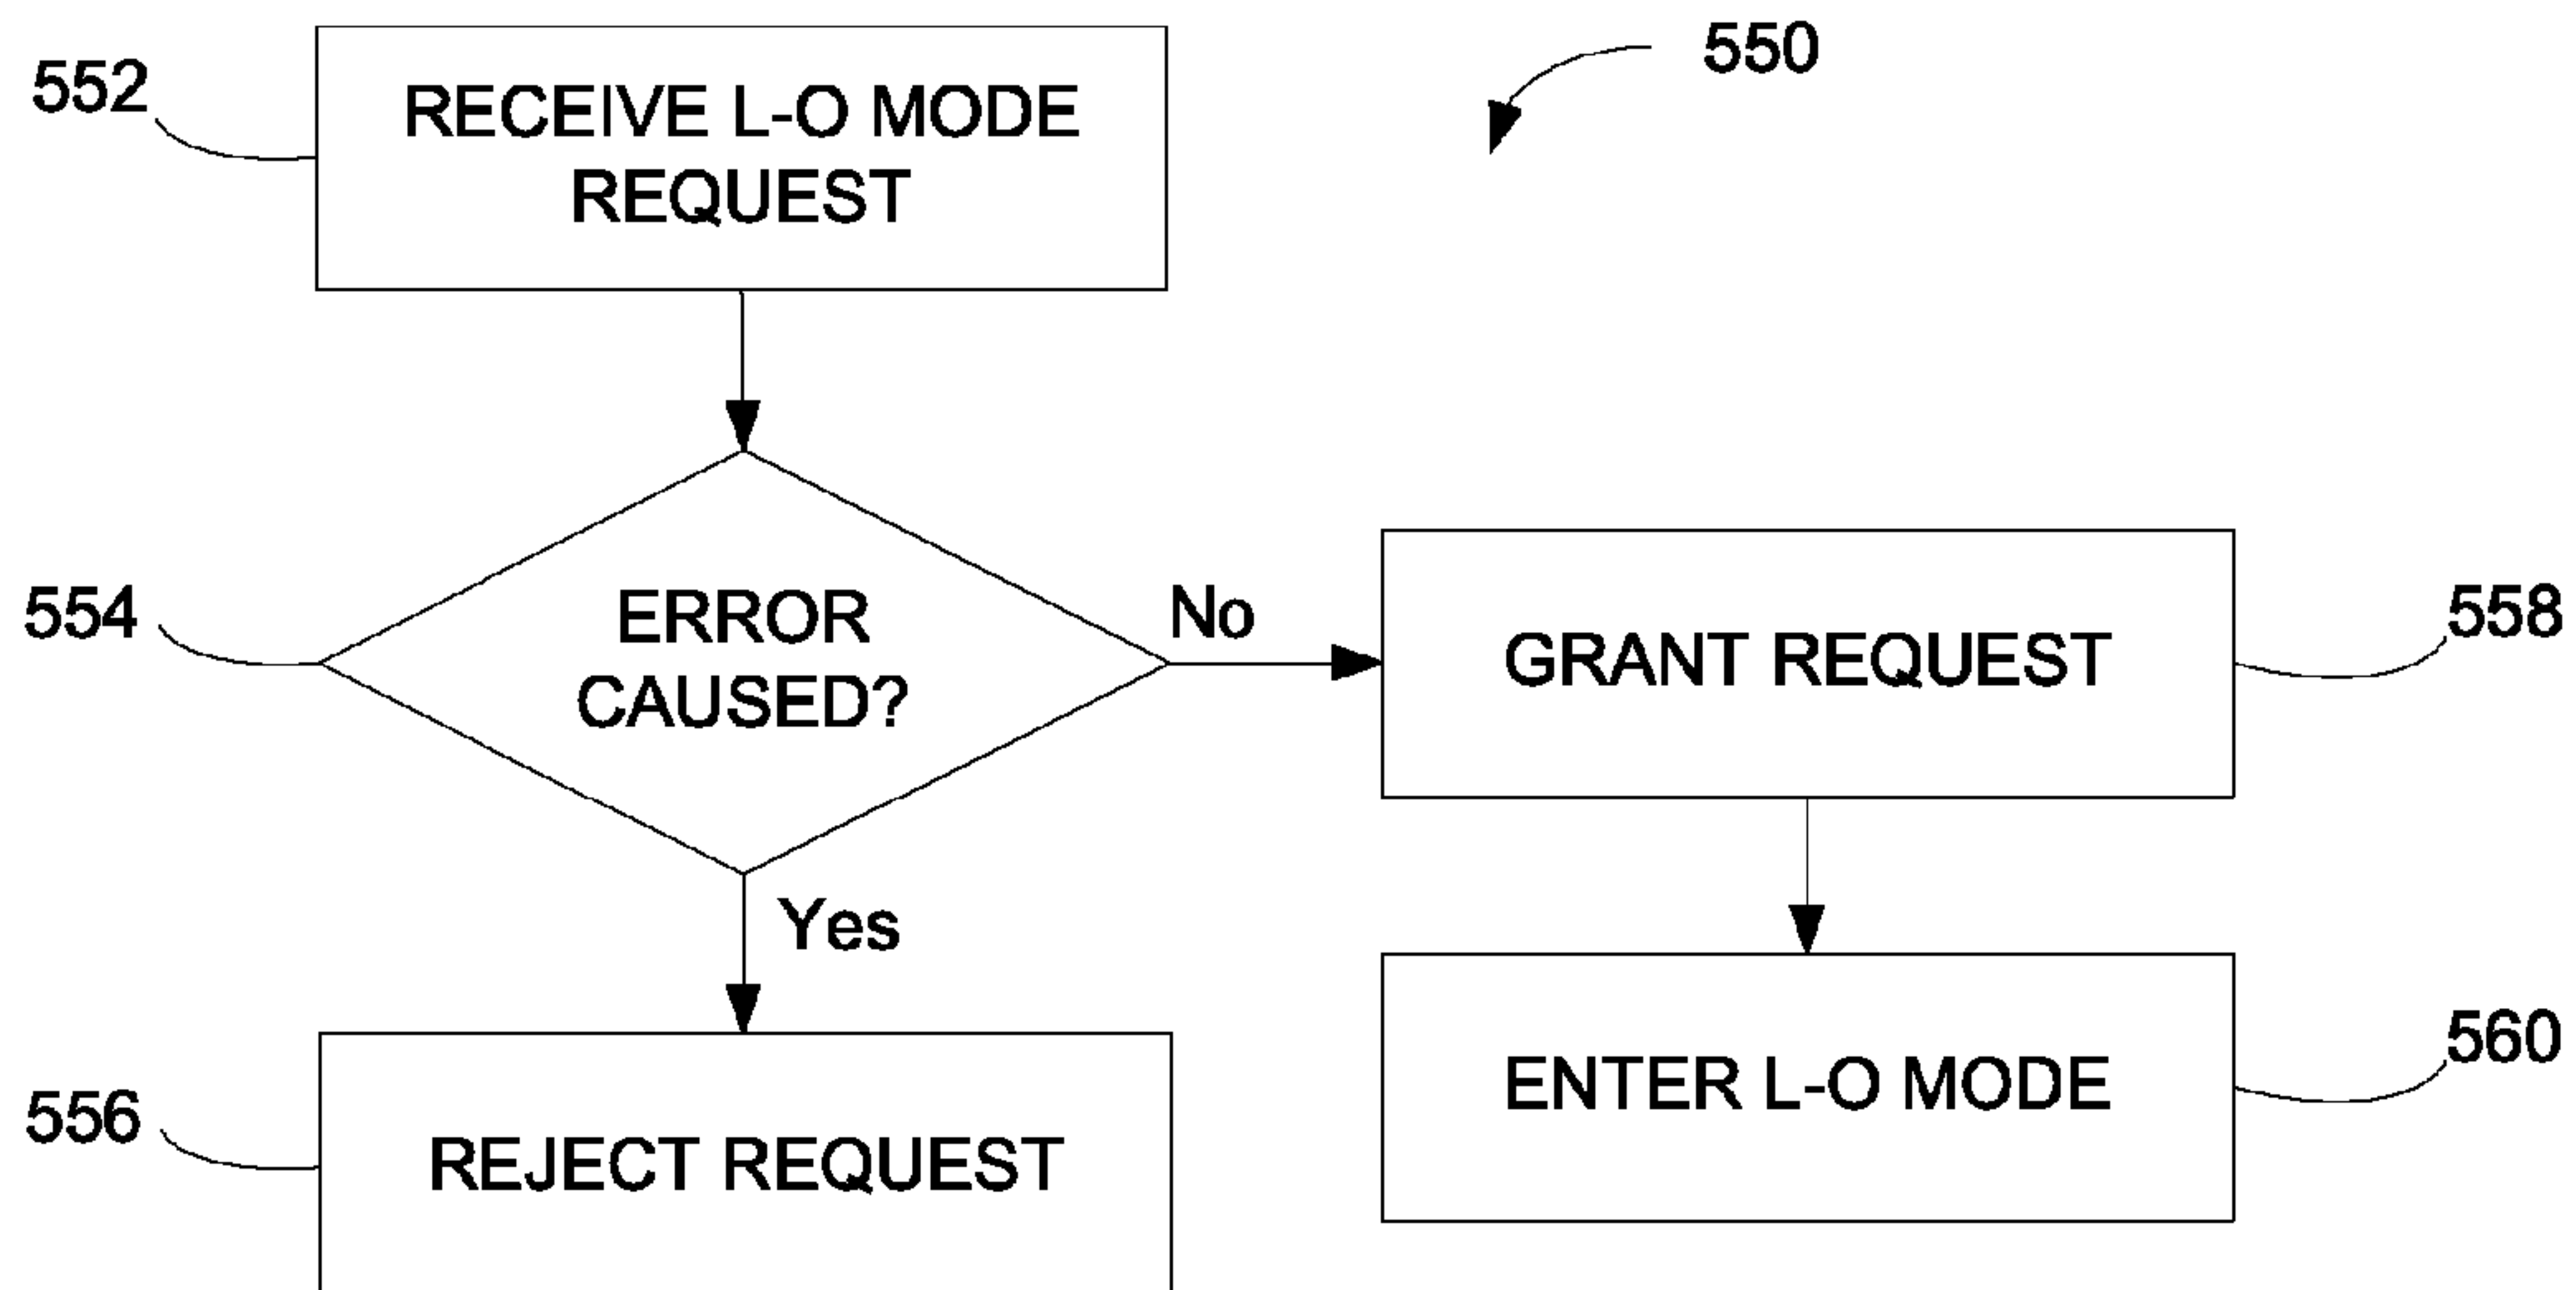 550
552
RECEIVE L-O MODE
REQUEST
554
ERROR
CAUSED?
No
558
GRANT REQUEST
Yes
556
REJECT REQUEST
560
ENTER L-O MODE